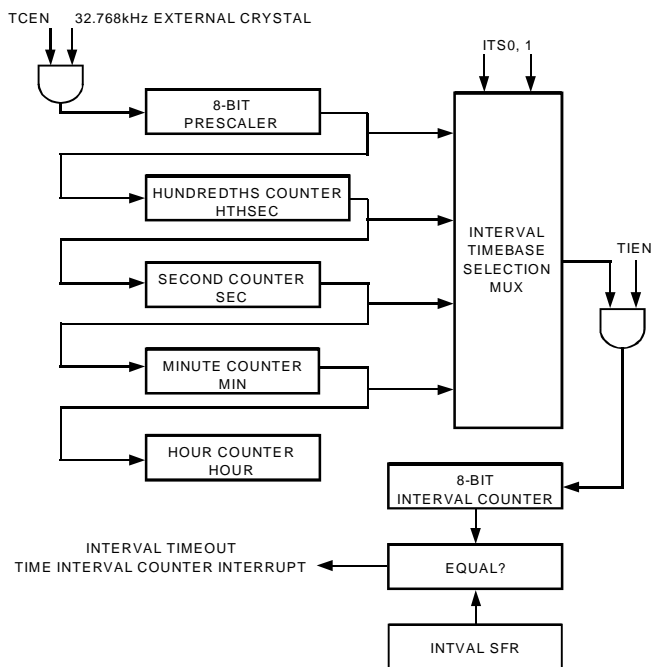 TCEN 32.768kHz EXTERNAL CRYSTAL
ITS0, 1
8-BIT
PRESCALER
HUNDREDTHS COUNTER
HTHSEC
INTERVAL
TIMEBASE
SELECTION
MUX
TIEN
SECOND COUNTER
SEC
MINUTE COUNTER
MIN
HOUR COUNTER
HOUR
8-BIT
INTERVAL COUNTER
INTERVAL TIMEOUT
TIME INTERVAL COUNTER INTERRUPT
EQUAL?
INTVAL SFR